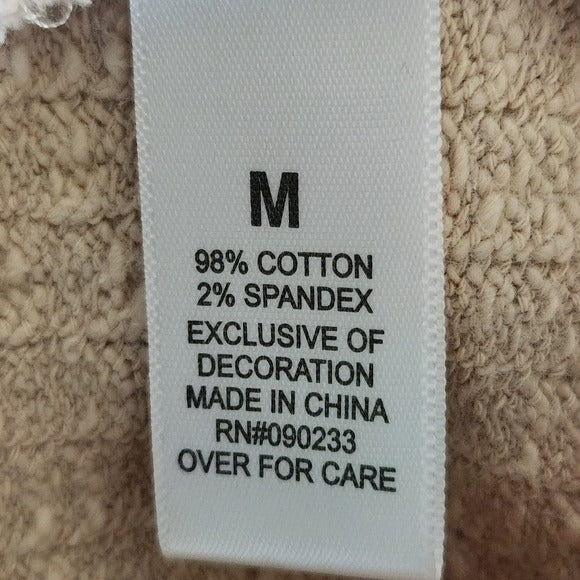 M
98% COTTON
2% SPANDEX
EXCLUSIVE OF
DECORATION
MADE IN CHINA
RN#090233
OVER FOR CARE